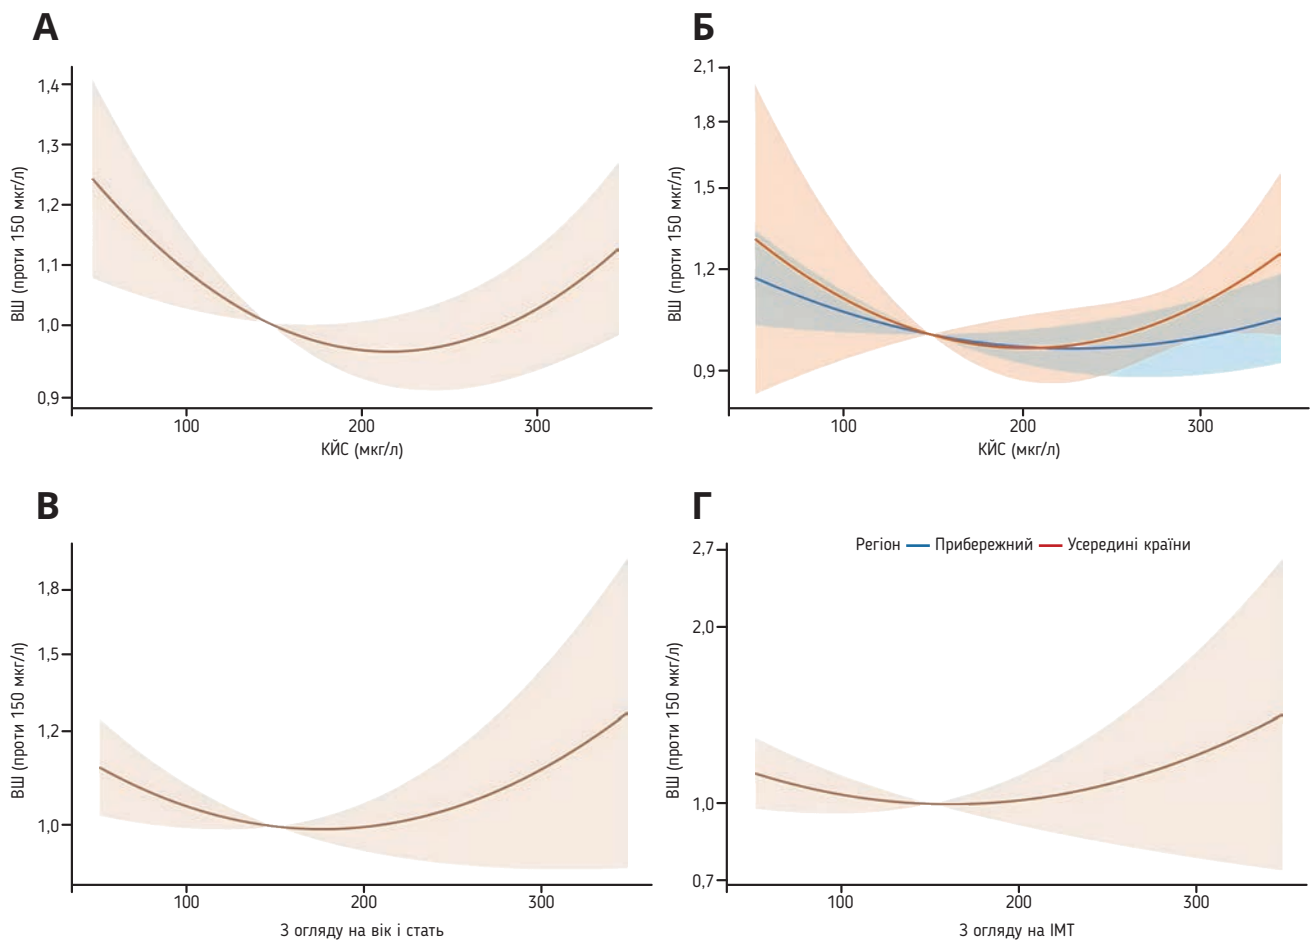 А
ВШ (проти 150 мкг/л)
1,4
1,3
1,2
1,1
1,0
0,9
100
200
300
КЙС (мкг/л)
Б
ВШ (проти 150 мкг/л)
2,1
1,8
1,5
1,2
0,9
100
200
300
КЙС (мкг/л)
В
ВШ (проти 150 мкг/л)
1.8
1,5
1,2
1,0
100
200
300
З огляду на вік і стать
Г
Регіон Прибережний Усередині країни
ВШ (проти 150 мкг/л)
2,7
2,0
1,0
0,7
100
200
300
З огляду на ІМТ